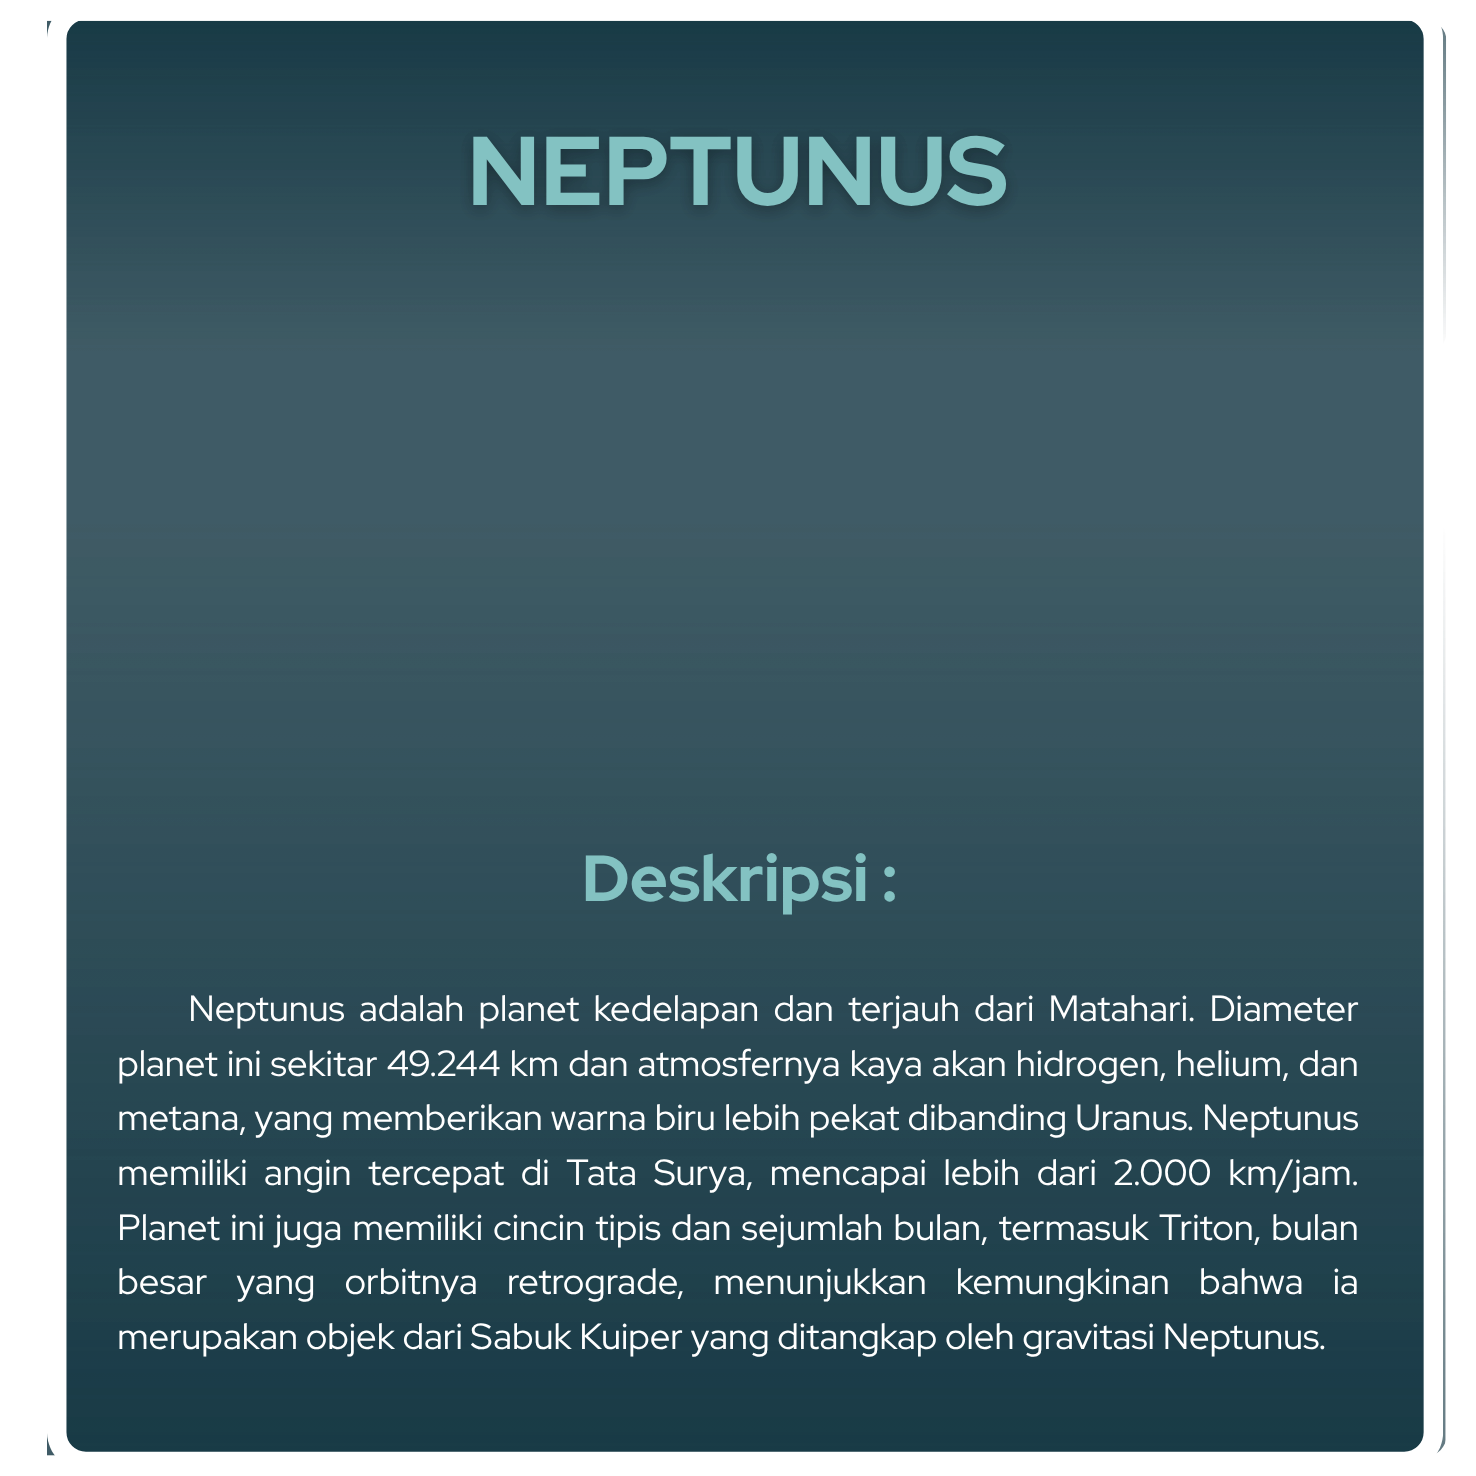 NEPTUNUS
Deskripsi :
Neptunus adalah planet kedelapan dan terjauh dari Matahari. Diameter
planet ini sekitar 49.244 km dan atmosfernya kaya akan hidrogen, helium, dan
metana, yang memberikan warna biru lebih pekat dibanding Uranus. Neptunus
memiliki angin tercepat di Tata Surya, mencapai lebih dari 2.000 km/jam.
Planet ini juga memiliki cincin tipis dan sejumlah bulan, termasuk Triton, bulan
besar yang orbitnya retrograde, menunjukkan kemungkinan bahwa ia
merupakan objek dari Sabuk Kuiper yang ditangkap oleh gravitasi Neptunus.